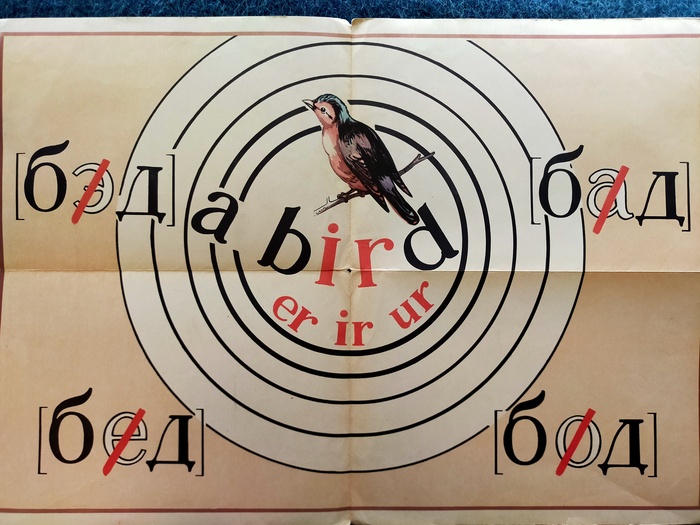 [бэд]
[бад]
a bird
er ir ur
[бед]
[бод]